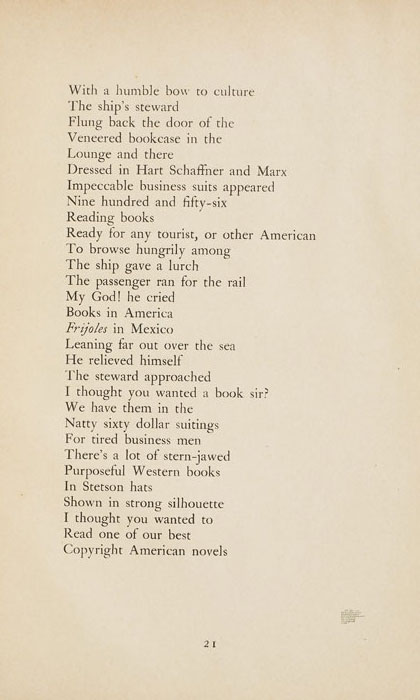 With a humble bow to culture
The ship's steward
Flung back the door of the
Veneered bookcase in the
Lounge and there
Dressed in Hart Schaffner and Marx
Impeccable business suits appeared
Nine hundred and fifty-six
Reading books
Ready for any tourist, or other American
To browse hungrily among
The ship gave a lurch
The passenger ran for the rail
My God! he cried
Books in America
Frijoles in Mexico
Leaning far out over the sea
He relieved himself
The steward approached
I thought you wanted a book sir?
We have them in the
Natty sixty dollar suitings
For tired business men
There's a lot of stern-jawed
Purposeful Western books
In Stetson hats
Shown in strong silhouette
I thought you wanted to
Read one of our best
Copyright American novels
21